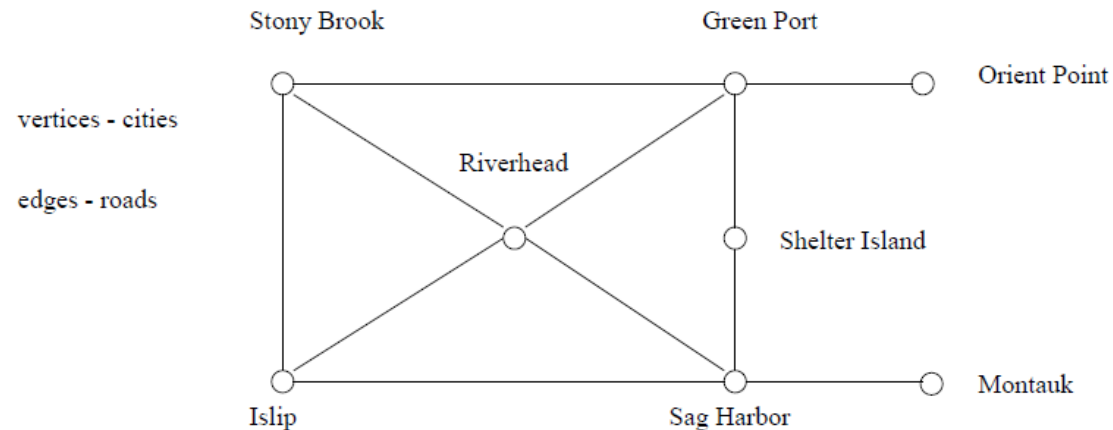 Stony Brook
Green Port
Orient Point
vertices - cities
Riverhead
edges - roads
Shelter Island
Montauk
Islip
Sag Harbor